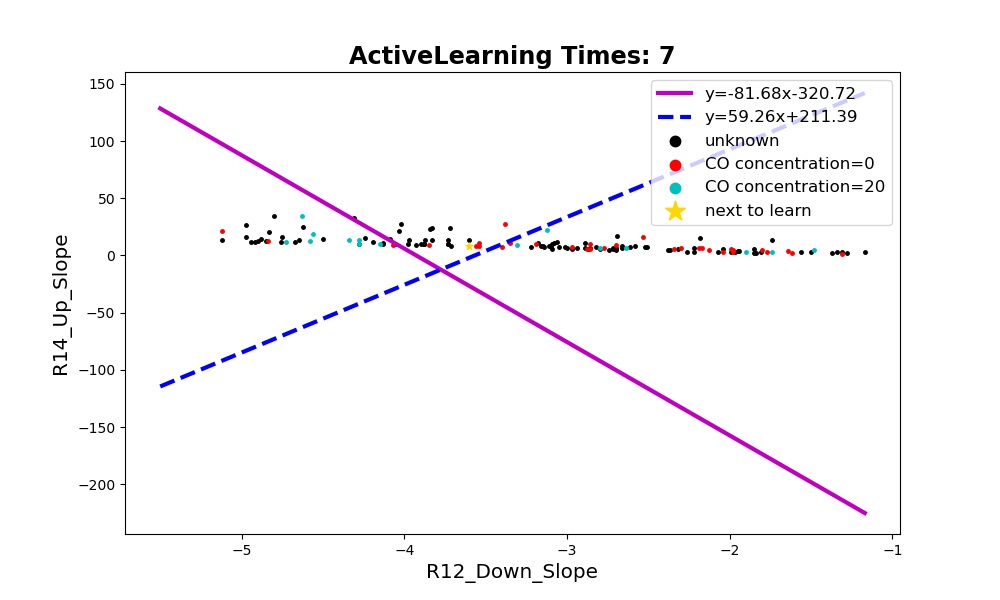 ActiveLearning Times: 7
y=-81.68x-320.72
y=59.26x+211.39
unknown
CO concentration=0
CO concentration=20
next to learn
150
100
50
0
−50
−100
−150
−200
R14_Up_Slope
−5 −4 −3 −2 −1
R12_Down_Slope